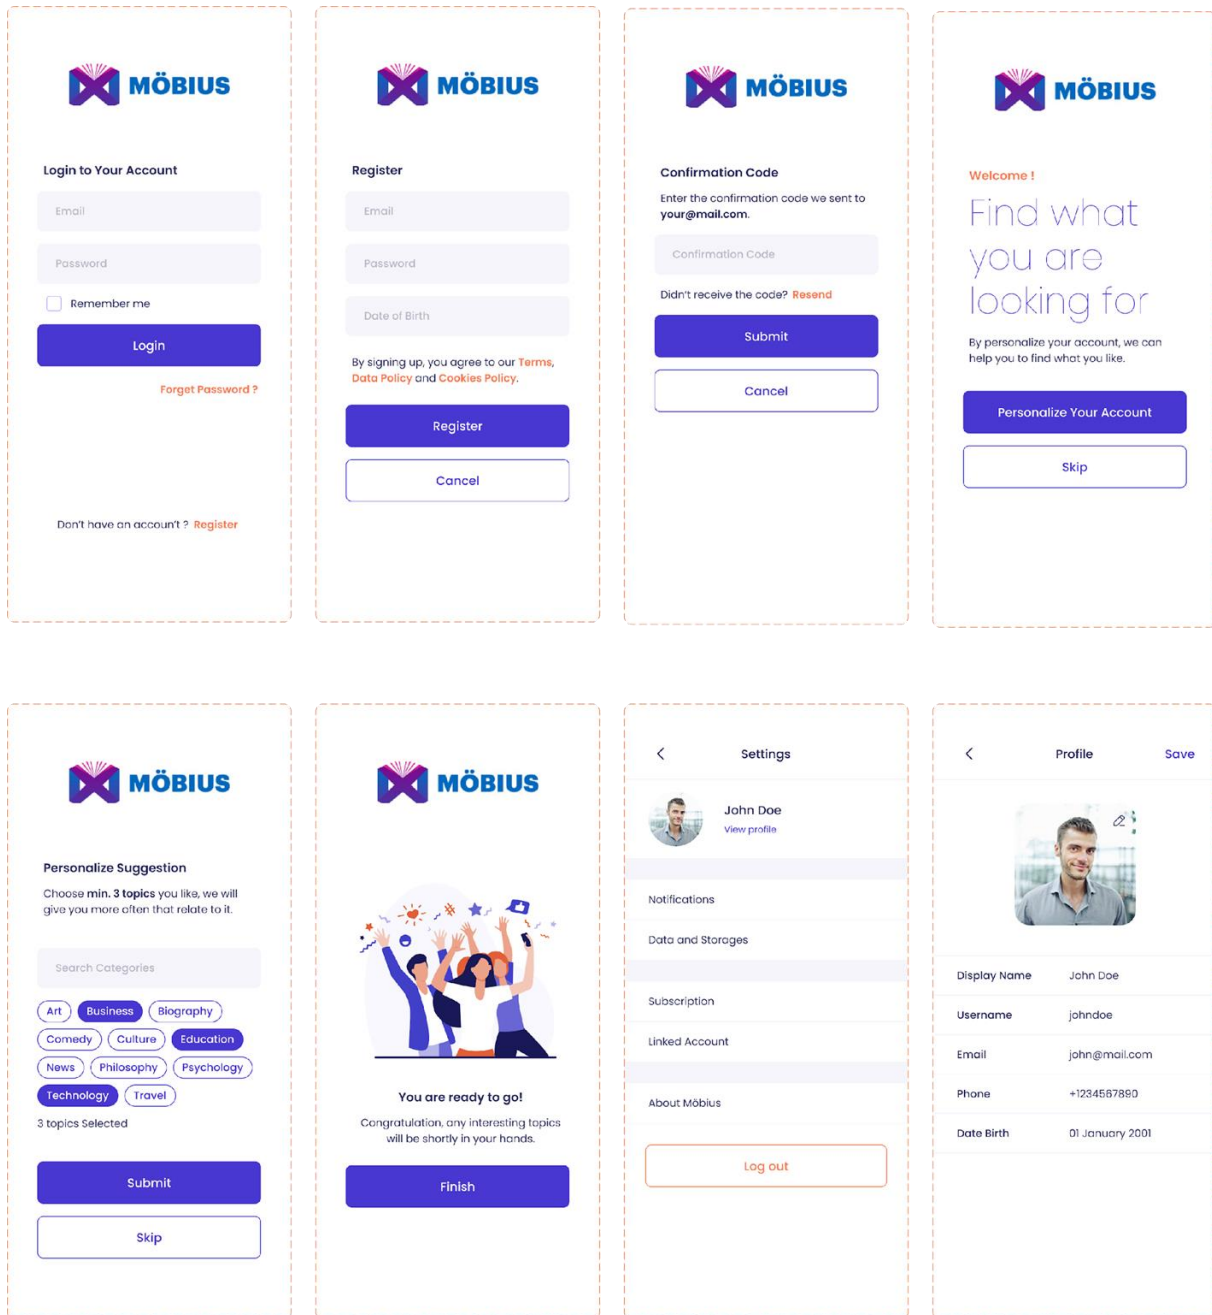 MÖBIUS
Login to Your Account
Email
Password
Remember me
Login
Forget Password ?
Don't have an accoun't ? Register
MÖBIUS
Register
Email
Password
Date of Birth
By signing up, you agree to our Terms,
Data Policy and Cookies Policy.
Register
Cancel
MÖBIUS
Confirmation Code
Enter the confirmation code we sent to
your@mail.com.
Confirmation Code
Didn't receive the code? Resend
Submit
Cancel
MÖBIUS
Welcome !
Find what
you are
looking for
By personalize your account, we can
help you to find what you like.
Personalize Your Account
Skip
MÖBIUS
Personalize Suggestion
Choose min. 3 topics you like, we will
give you more often that relate to it.
Search Categories
Art Business Biography
Comedy Culture Education
News Philosophy Psychology
Technology Travel
3 topics Selected
Submit
Skip
MÖBIUS
You are ready to go!
Congratulation, any interesting topics
will be shortly in your hands.
Finish
Settings
John Doe
View profile
Notifications
Data and Storages
Subscription
Linked Account
About Möbius
Log out
Profile Save
Display Name John Doe
Username johndoe
Email john@mail.com
Phone +1234567890
Date Birth 01 January 2001